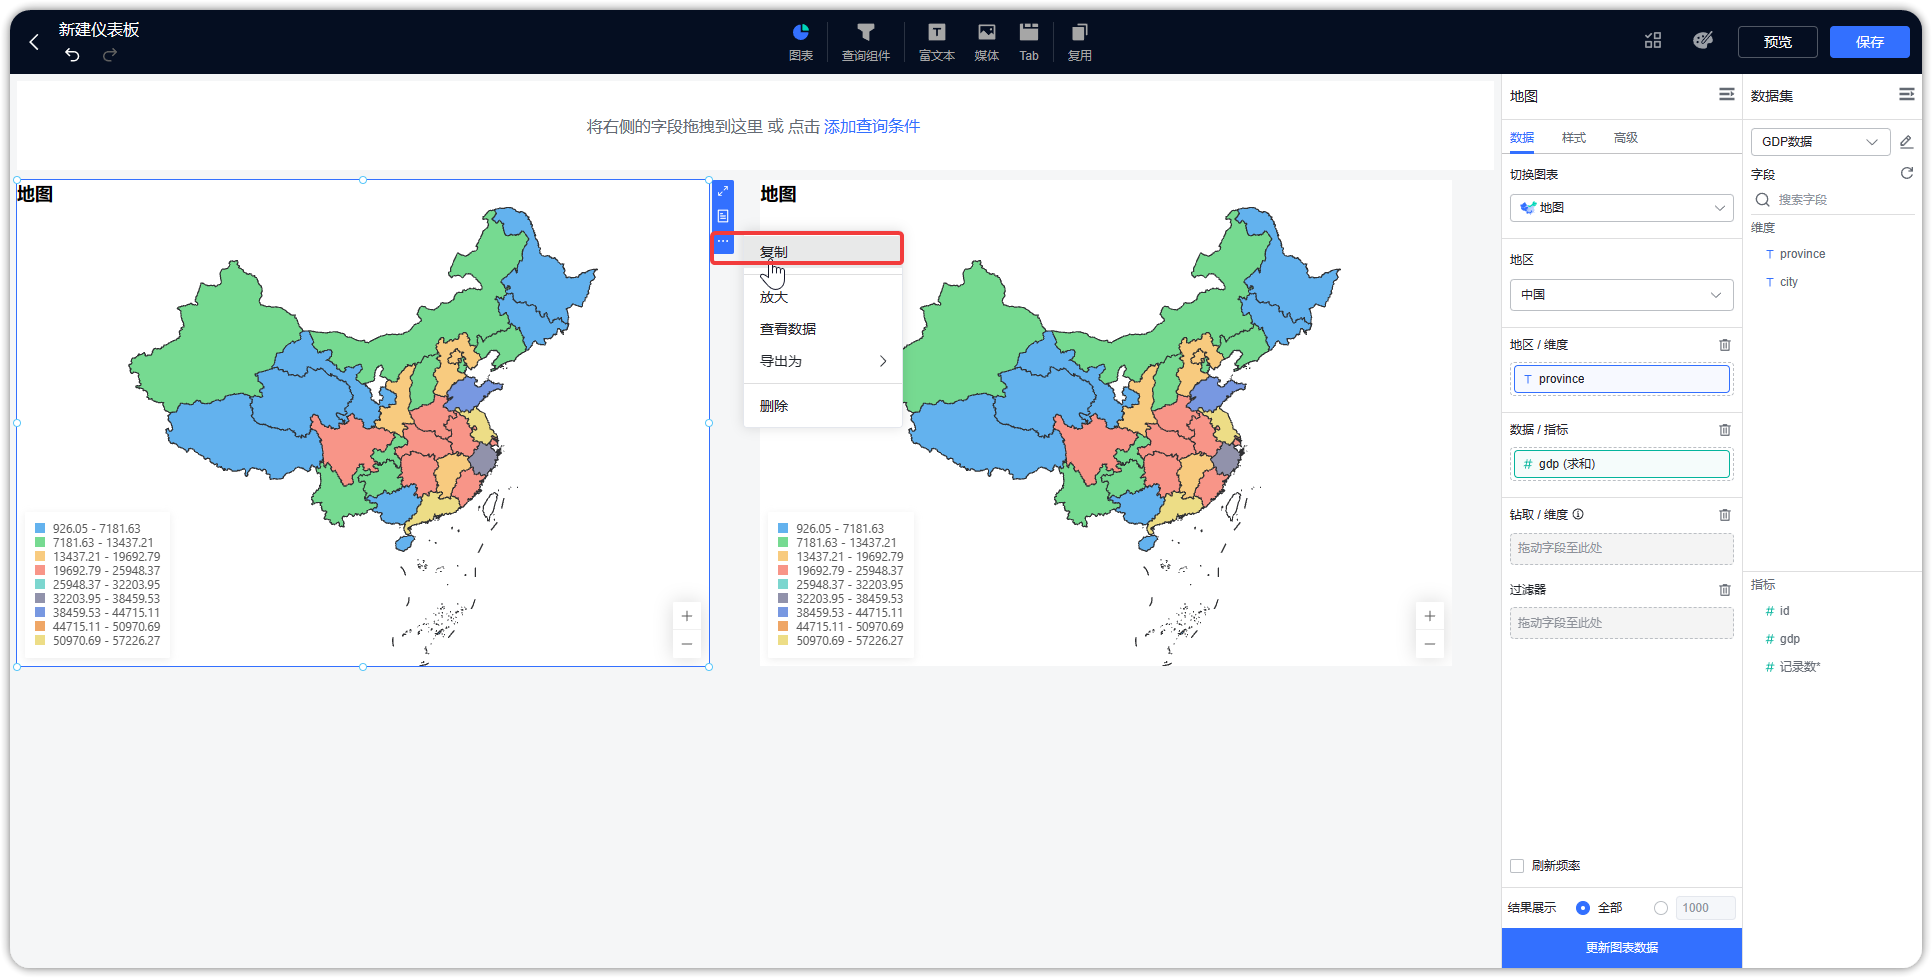 新建仪表板
图表
查询组件
富文本
媒体
Tab
复用
预览
保存
将右侧的字段拖拽到这里 或 点击 添加查询条件
地图
926.05 - 7181.63
7181.63 - 13437.21
13437.21 - 19692.79
19692.79 - 25948.37
25948.37 - 32203.95
32203.95 - 38459.53
38459.53 - 44715.11
44715.11 - 50970.69
50970.69 - 57226.27
复制
放大
查看数据
导出为
删除
地图
926.05 - 7181.63
7181.63 - 13437.21
13437.21 - 19692.79
19692.79 - 25948.37
25948.37 - 32203.95
32203.95 - 38459.53
38459.53 - 44715.11
44715.11 - 50970.69
50970.69 - 57226.27
地图
数据
样式
高级
切换图表
地图
地区
中国
地区 / 维度
T province
数据 / 指标
# gdp (求和)
钻取 / 维度
拖动字段至此处
过滤器
拖动字段至此处
刷新频率
结果展示
全部
1000
更新图表数据
数据集
GDP数据
字段
搜索字段
维度
T province
T city
指标
# id
# gdp
# 记录数*